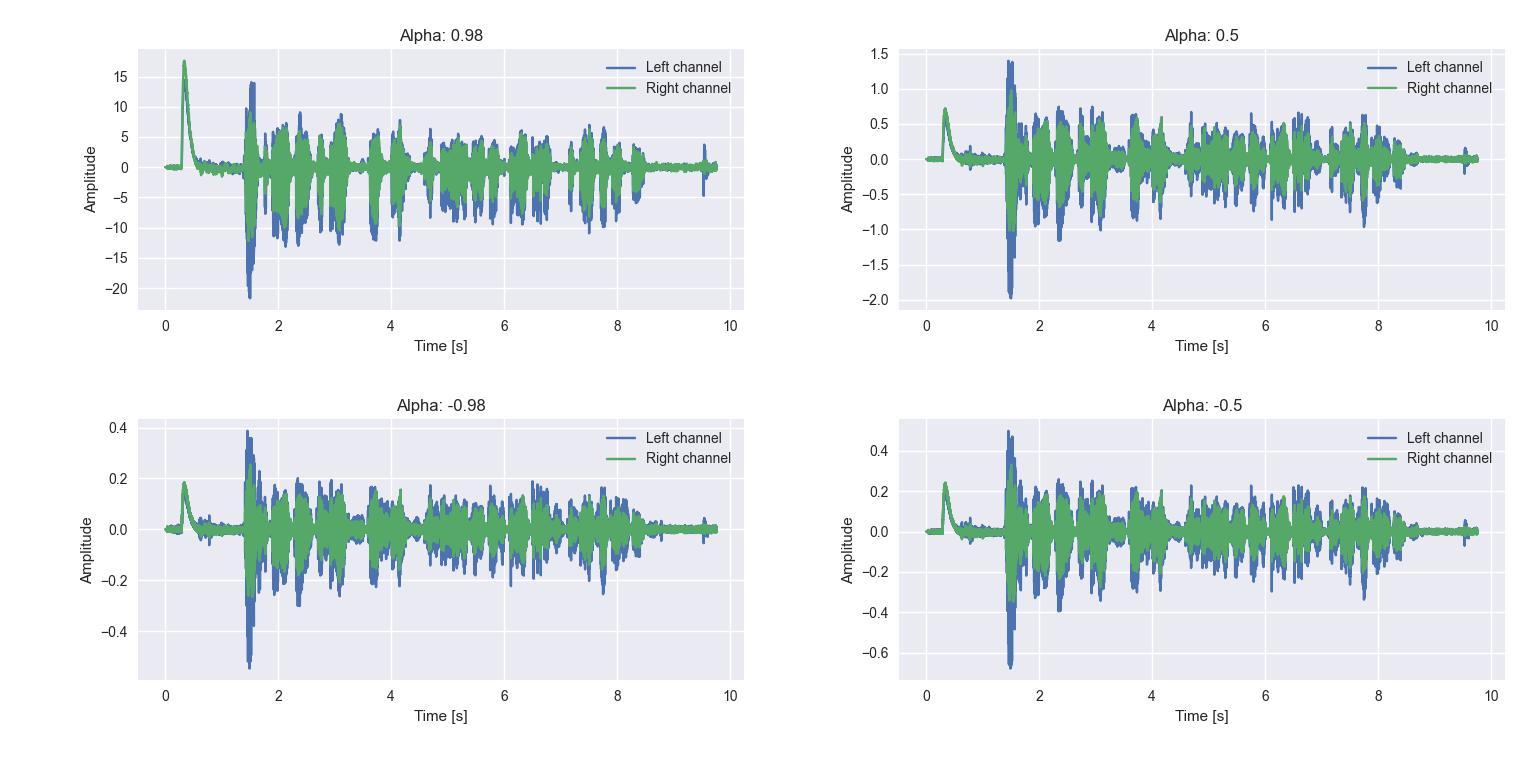 Alpha: 0.98
15
10
5
0
−5
−10
−15
−20
Amplitude
Left channel
Right channel
0 2 4 6 8 10
Time [s]
Alpha: 0.5
1.5
1.0
0.5
0.0
−0.5
−1.0
−1.5
−2.0
Amplitude
Left channel
Right channel
0 2 4 6 8 10
Time [s]
Alpha: -0.98
0.4
0.2
0.0
−0.2
−0.4
Amplitude
Left channel
Right channel
0 2 4 6 8 10
Time [s]
Alpha: -0.5
0.4
0.2
0.0
−0.2
−0.4
−0.6
Amplitude
Left channel
Right channel
0 2 4 6 8 10
Time [s]